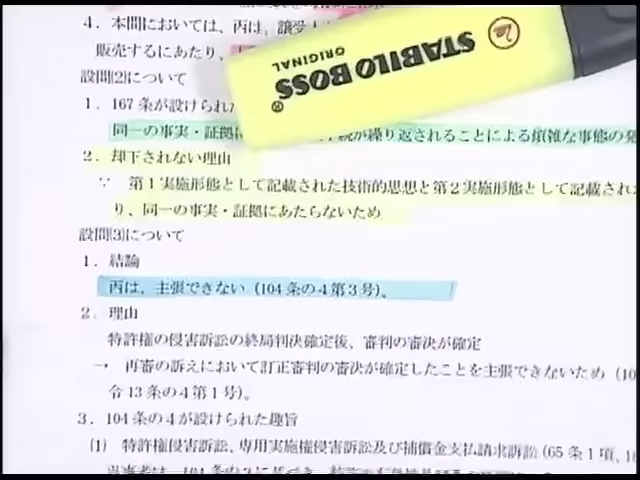 4．本問においては、丙は、譲受人
販売するにあたり、
STABILO BOSS
ORIGINAL
設問(2)について
1．167条が設けられた
同一の事実・証拠 続が繰り返されることによる煩雑な事態の発
2．却下されない理由
∵ 第1実施形態として記載された技術的思想と第2実施形態として記載され
り、同一の事実・証拠にあたらないため
設問(3)について
1．結論
丙は、主張できない（104条の4第3号）。
2．理由
特許権の侵害訴訟の終局判決確定後、審判の審決が確定
→ 再審の訴えにおいて訂正審判の審決が確定したことを主張できないため（10
令13条の4第1号）。
3．104条の4が設けられた趣旨
(1) 特許権侵害訴訟、専用実施権侵害訴訟及び補償金支払請求訴訟（65条1項、18